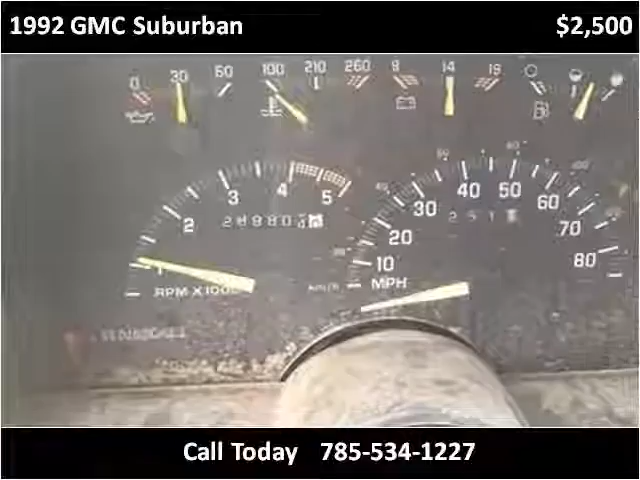 1992 GMC Suburban $2,500
0 30 60 100 210 260 8 14 19
1 2 3 4 5
RPM X1000
10 20 30 40 50 60 70 80
MPH
Call Today 785-534-1227